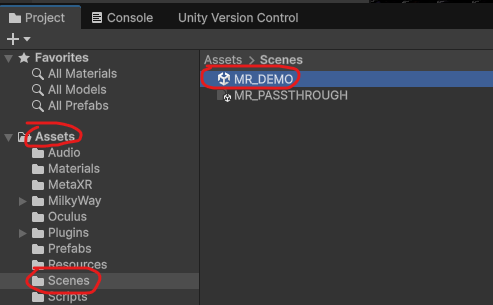 Project
Console
Unity Version Control
Favorites
All Materials
All Models
All Prefabs
Assets
Audio
Materials
MetaXR
MilkyWay
Oculus
Plugins
Prefabs
Resources
Scenes
Scripts
Assets > Scenes
MR_DEMO
MR_PASSTHROUGH